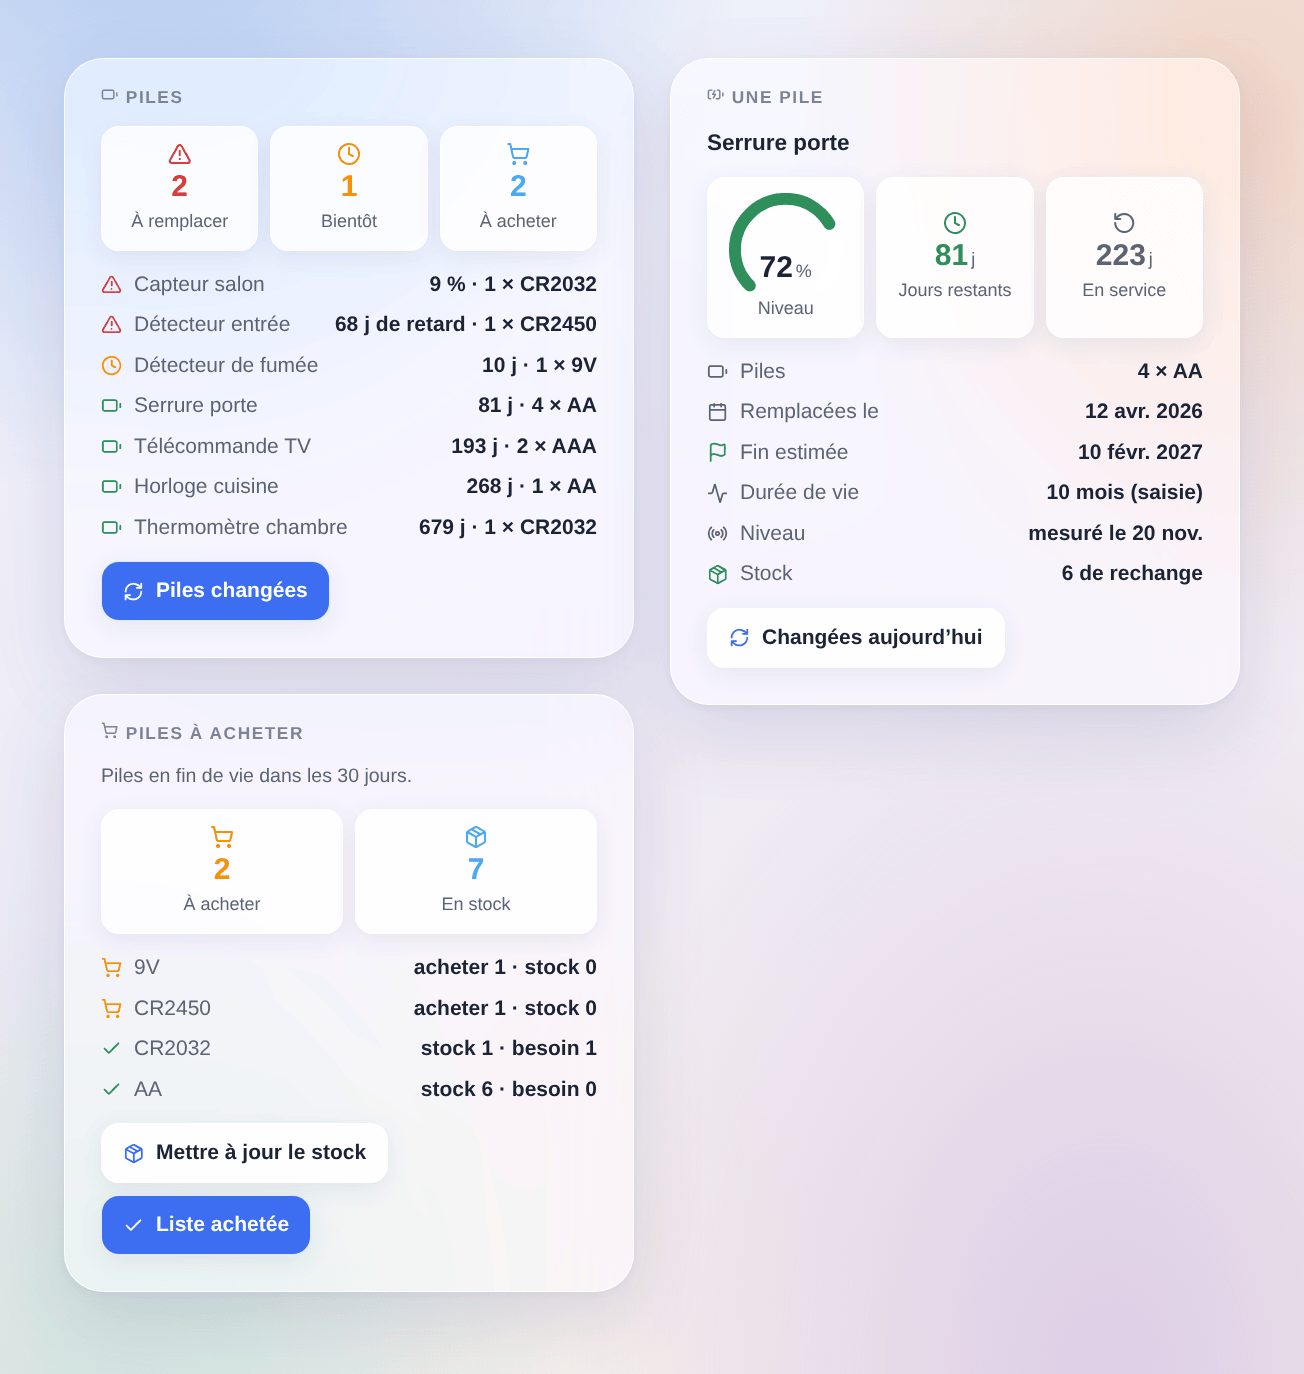 PILES
2
À remplacer
1
Bientôt
2
À acheter
Capteur salon 9 % · 1 × CR2032
Détecteur entrée 68 j de retard · 1 × CR2450
Détecteur de fumée 10 j · 1 × 9V
Serrure porte 81 j · 4 × AA
Télécommande TV 193 j · 2 × AAA
Horloge cuisine 268 j · 1 × AA
Thermomètre chambre 679 j · 1 × CR2032
Piles changées
UNE PILE
Serrure porte
72 %
Niveau
81 j
Jours restants
223 j
En service
Piles 4 × AA
Remplacées le 12 avr. 2026
Fin estimée 10 févr. 2027
Durée de vie 10 mois (saisie)
Niveau mesuré le 20 nov.
Stock 6 de rechange
Changées aujourd’hui
PILES À ACHETER
Piles en fin de vie dans les 30 jours.
2
À acheter
7
En stock
9V acheter 1 · stock 0
CR2450 acheter 1 · stock 0
CR2032 stock 1 · besoin 1
AA stock 6 · besoin 0
Mettre à jour le stock
Liste achetée